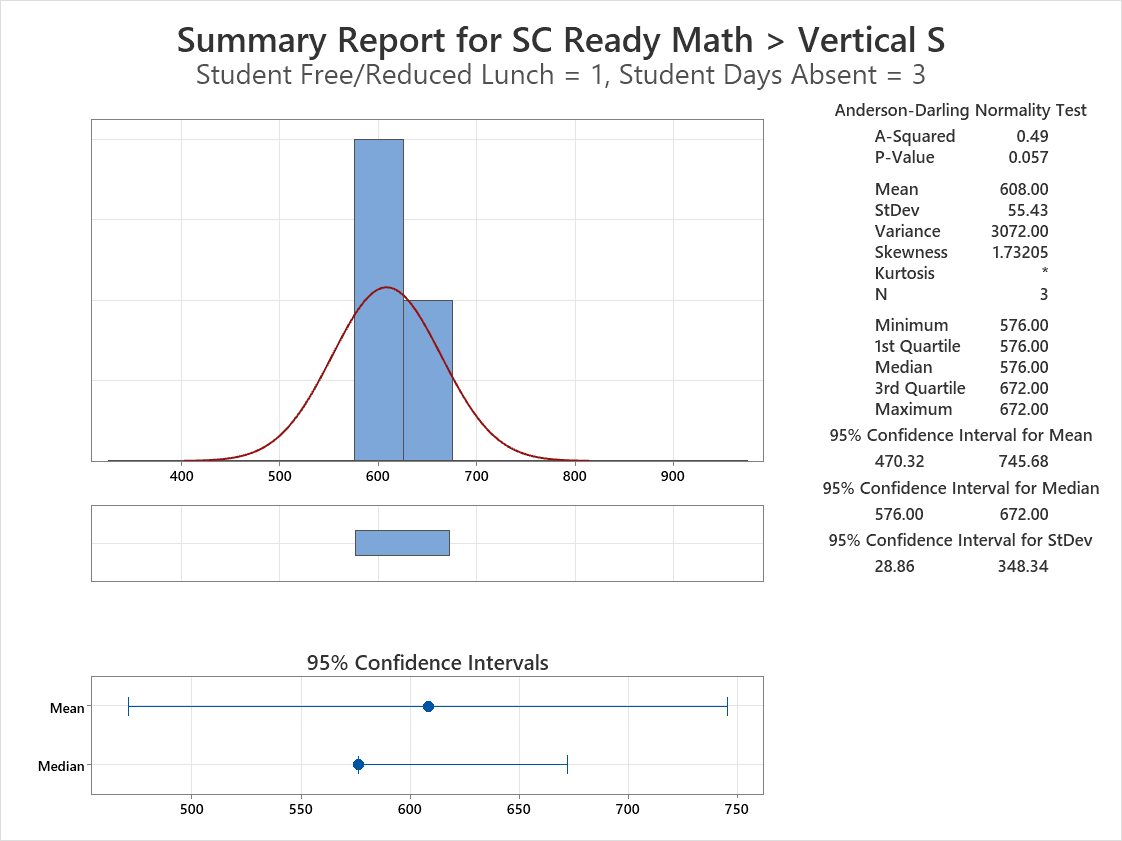 Summary Report for SC Ready Math > Vertical S
Student Free/Reduced Lunch = 1, Student Days Absent = 3
400 500 600 700 800 900
Anderson-Darling Normality Test
A-Squared 0.49
P-Value 0.057
Mean 608.00
StDev 55.43
Variance 3072.00
Skewness 1.73205
Kurtosis *
N 3
Minimum 576.00
1st Quartile 576.00
Median 576.00
3rd Quartile 672.00
Maximum 672.00
95% Confidence Interval for Mean
470.32 745.68
95% Confidence Interval for Median
576.00 672.00
95% Confidence Interval for StDev
28.86 348.34
95% Confidence Intervals
Mean
Median
500 550 600 650 700 750